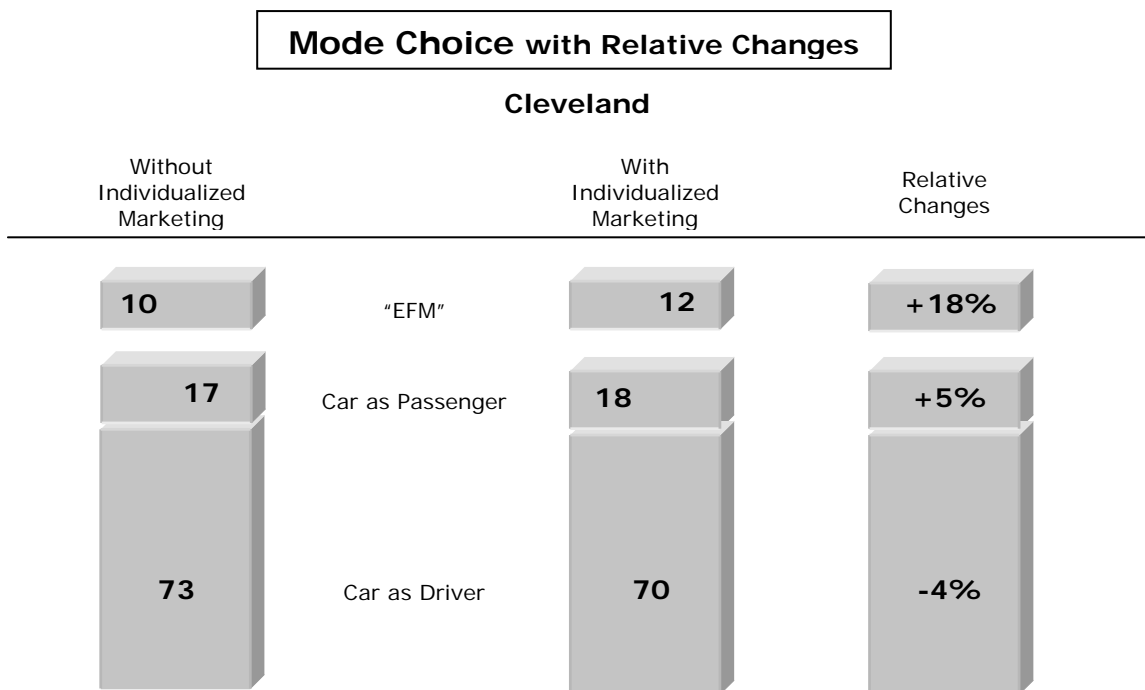 Mode Choice with Relative Changes
Cleveland
Without
Individualized
Marketing
With
Individualized
Marketing
Relative
Changes
10
“EFM”
12
+18%
17
Car as Passenger
18
+5%
73
Car as Driver
70
-4%